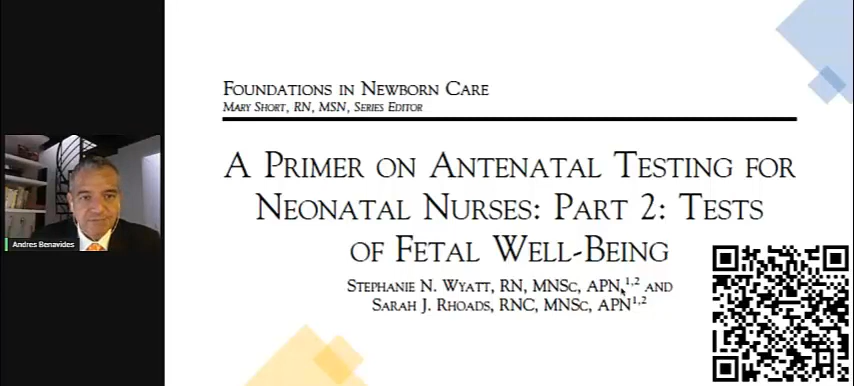 FOUNDATIONS IN NEWBORN CARE
MARY SHORT, RN, MSN, SERIES EDITOR
A PRIMER ON ANTENATAL TESTING FOR
NEONATAL NURSES: PART 2: TESTS
OF FETAL WELL-BEING
STEPHANIE N. WYATT, RN, MNSC, APN,1,2 AND
SARAH J. RHOADS, RNC, MNSC, APN1,2
Andres Benavides